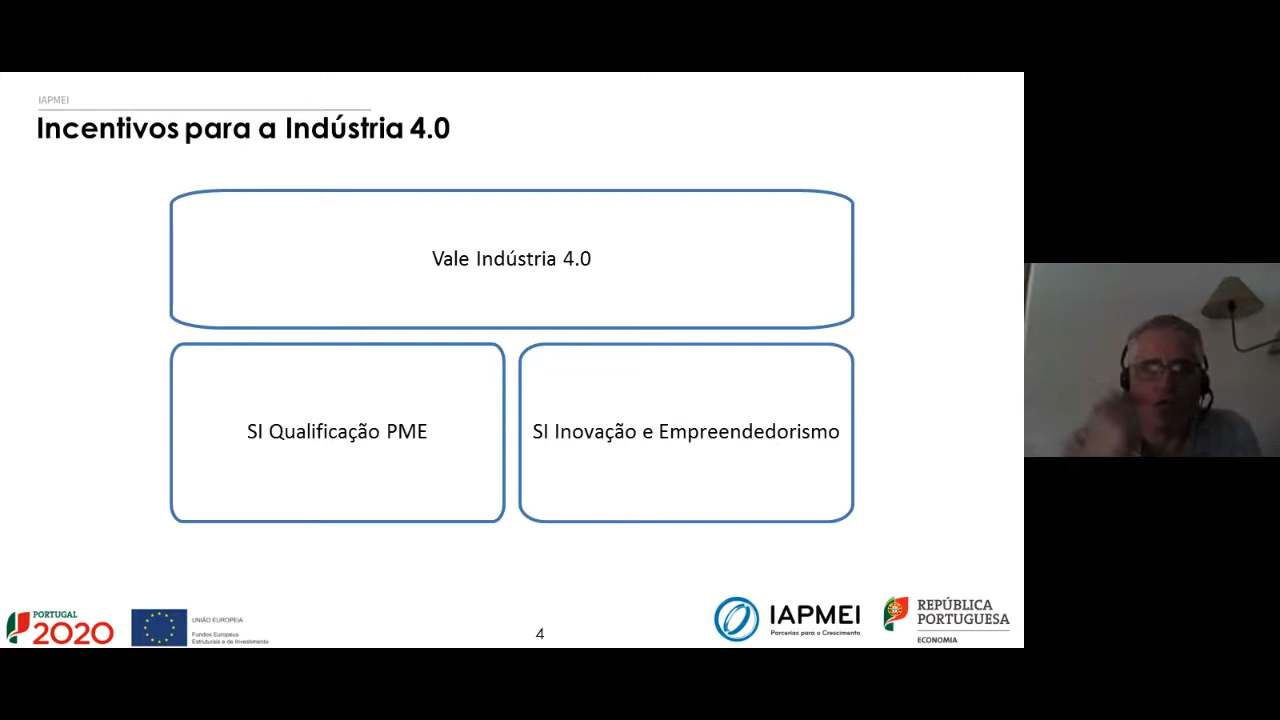 IAPMEI
Incentivos para a Indústria 4.0
Vale Indústria 4.0
SI Qualificação PME
SI Inovação e Empreendedorismo
PORTUGAL
2020
UNIÃO EUROPEIA
Fundos Europeus
Estruturais e de Investimento
4
IAPMEI
Parcerias para o Crescimento
REPÚBLICA
PORTUGUESA
ECONOMIA